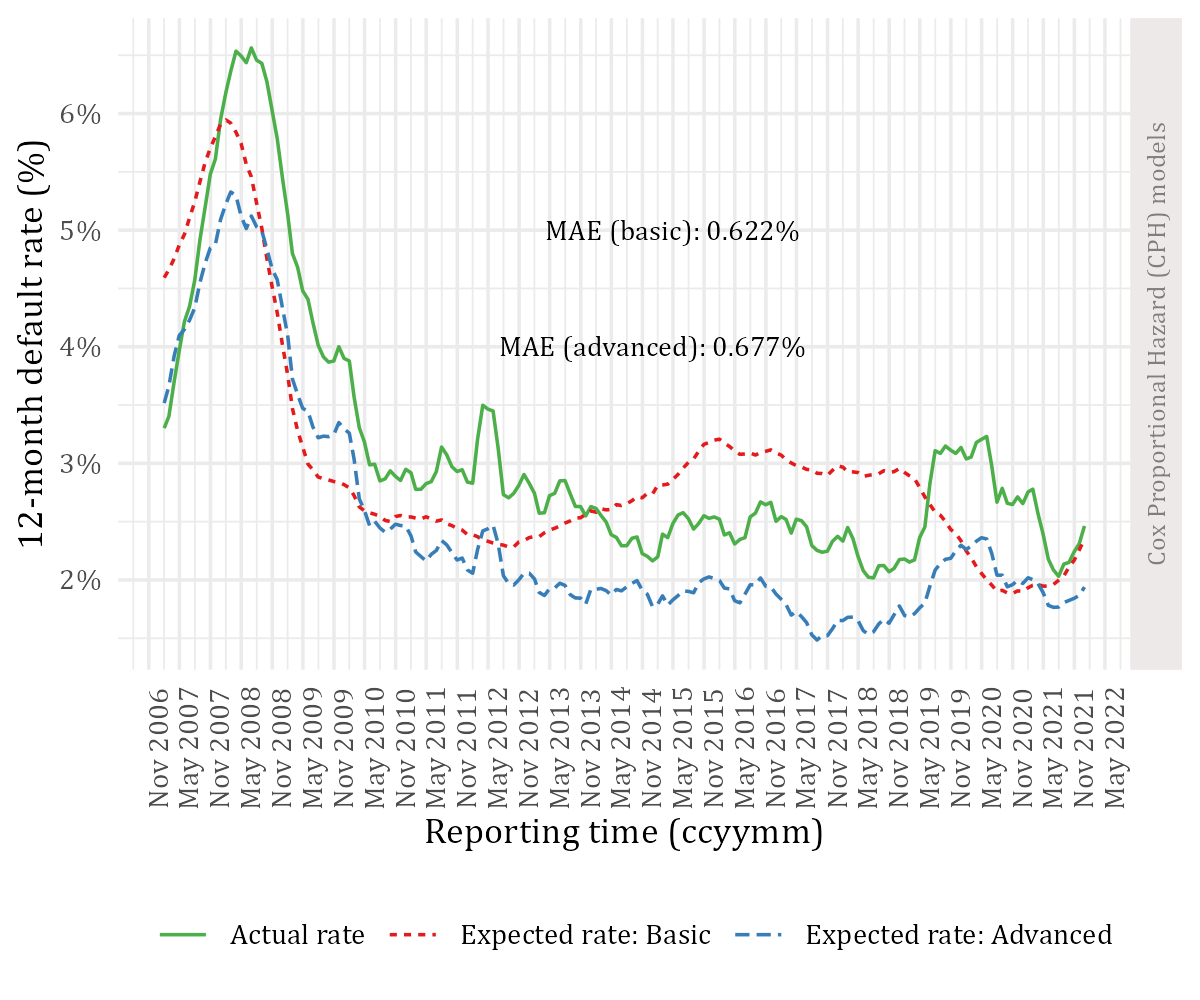 12-month default rate (%)
6%
5%
4%
3%
2%
MAE (basic): 0.622%
MAE (advanced): 0.677%
Cox Proportional Hazard (CPH) models
Nov 2006
May 2007
Nov 2007
May 2008
Nov 2008
May 2009
Nov 2009
May 2010
Nov 2010
May 2011
Nov 2011
May 2012
Nov 2012
May 2013
Nov 2013
May 2014
Nov 2014
May 2015
Nov 2015
May 2016
Nov 2016
May 2017
Nov 2017
May 2018
Nov 2018
May 2019
Nov 2019
May 2020
Nov 2020
May 2021
Nov 2021
May 2022
Reporting time (ccyymm)
Actual rate
Expected rate: Basic
Expected rate: Advanced